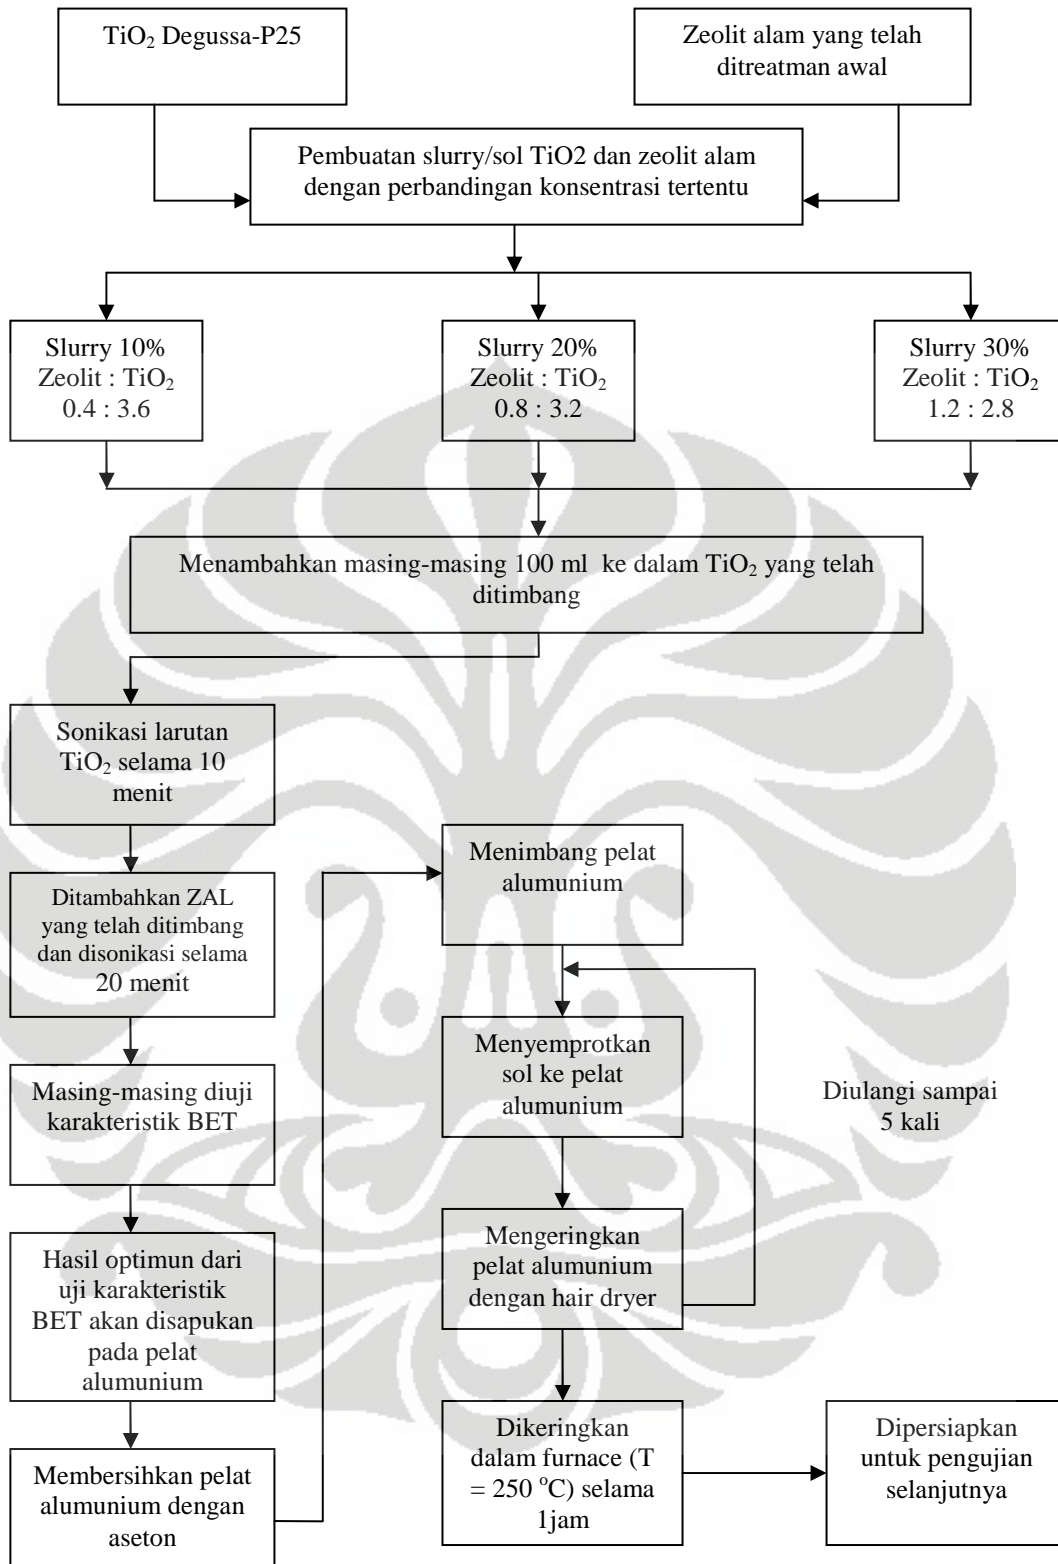 TiO₂ Degussa-P25
Zeolit alam yang telah
ditreatman awal
Pembuatan slurry/sol TiO2 dan zeolit alam
dengan perbandingan konsentrasi tertentu
Slurry 10%
Zeolit : TiO₂
0.4 : 3.6
Slurry 20%
Zeolit : TiO₂
0.8 : 3.2
Slurry 30%
Zeolit : TiO₂
1.2 : 2.8
Menambahkan masing-masing 100 ml ke dalam TiO₂ yang telah
ditimbang
Sonikasi larutan
TiO₂ selama 10
menit
Ditambahkan ZAL
yang telah ditimbang
dan disonikasi selama
20 menit
Masing-masing diuji
karakteristik BET
Hasil optimun dari
uji karakteristik
BET akan disapukan
pada pelat
alumunium
Membersihkan pelat
alumunium dengan
aseton
Menimbang pelat
alumunium
Menyemprotkan
sol ke pelat
alumunium
Diulangi sampai
5 kali
Mengeringkan
pelat alumunium
dengan hair dryer
Dikeringkan
dalam furnace (T
= 250 °C) selama
1jam
Dipersiapkan
untuk pengujian
selanjutnya